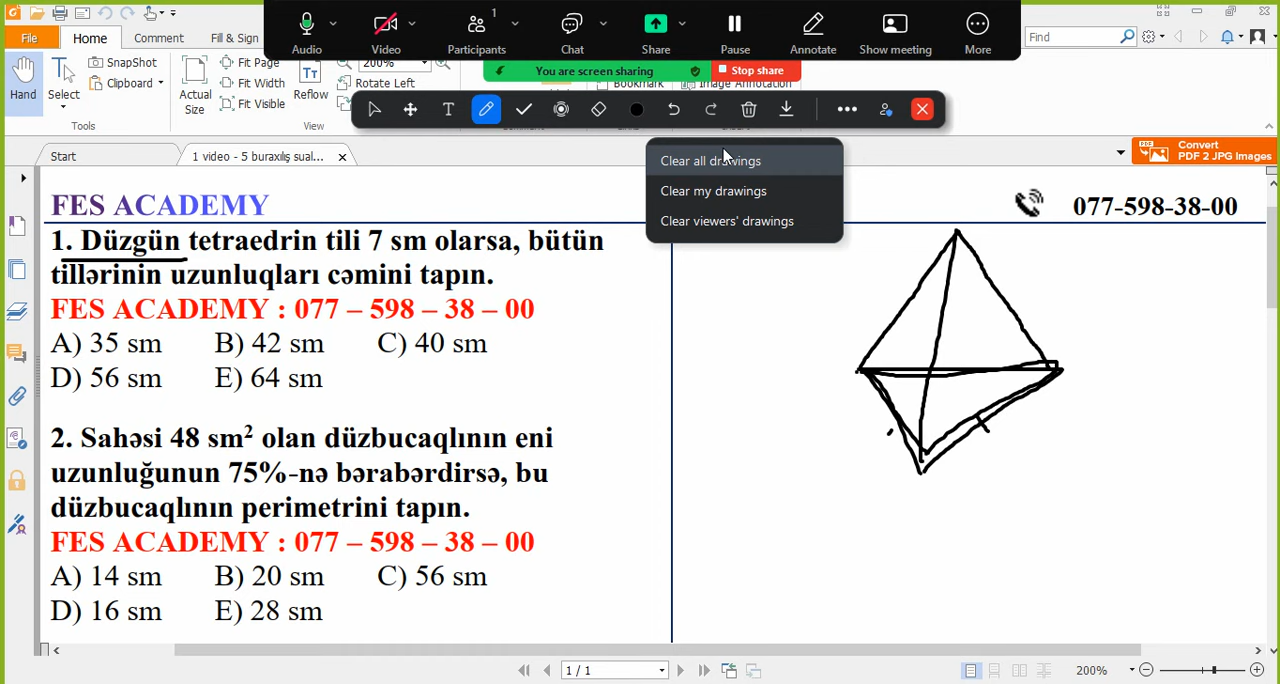 Audio
Video
1
Participants
Chat
Share
Pause
Annotate
Show meeting
More
File
Home
Comment
Fill & Sign
Find
You are screen sharing
Stop share
SnapShot
Clipboard
Hand
Select
Actual
Size
Fit Page
Fit Width
Fit Visible
Reflow
200%
Rotate Left
Bookmark
Image Annotation
Tools
View
Clear all drawings
Clear my drawings
Clear viewers' drawings
Start
1 video - 5 buraxılış sual...
Convert
PDF 2 JPG Images
FES ACADEMY
077-598-38-00
1. Düzgün tetraedrin tili 7 sm olarsa, bütün
tillərinin uzunluqları cəmini tapın.
FES ACADEMY : 077 – 598 – 38 – 00
A) 35 sm B) 42 sm C) 40 sm
D) 56 sm E) 64 sm
2. Sahəsi 48 sm² olan düzbucaqlının eni
uzunluğunun 75%-nə bərabərdirsə, bu
düzbucaqlının perimetrini tapın.
FES ACADEMY : 077 – 598 – 38 – 00
A) 14 sm B) 20 sm C) 56 sm
D) 16 sm E) 28 sm
1 / 1
200%